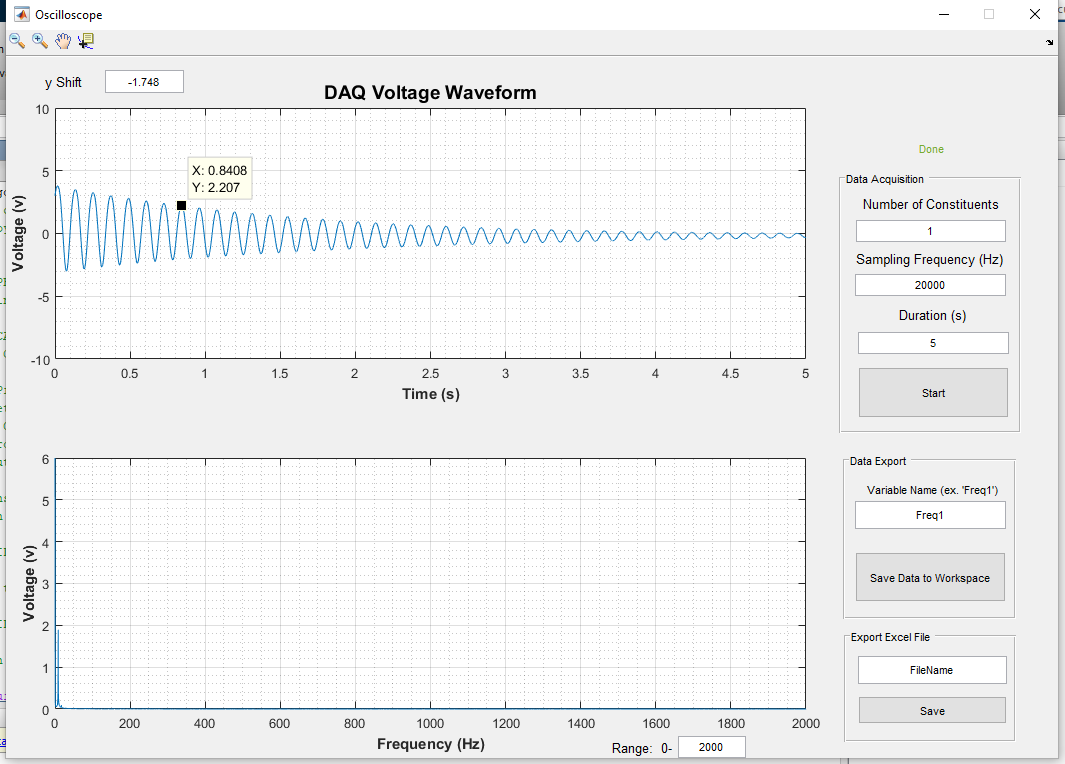 Oscilloscope
y Shift
-1.748
DAQ Voltage Waveform
10
5
0
-5
-10
Voltage (v)
X: 0.8408
Y: 2.207
0 0.5 1 1.5 2 2.5 3 3.5 4 4.5 5
Time (s)
6
5
4
3
2
1
0
Voltage (v)
0 200 400 600 800 1000 1200 1400 1600 1800 2000
Frequency (Hz)
Range: 0-
2000
Done
Data Acquisition
Number of Constituents
1
Sampling Frequency (Hz)
20000
Duration (s)
5
Start
Data Export
Variable Name (ex. 'Freq1')
Freq1
Save Data to Workspace
Export Excel File
FileName
Save